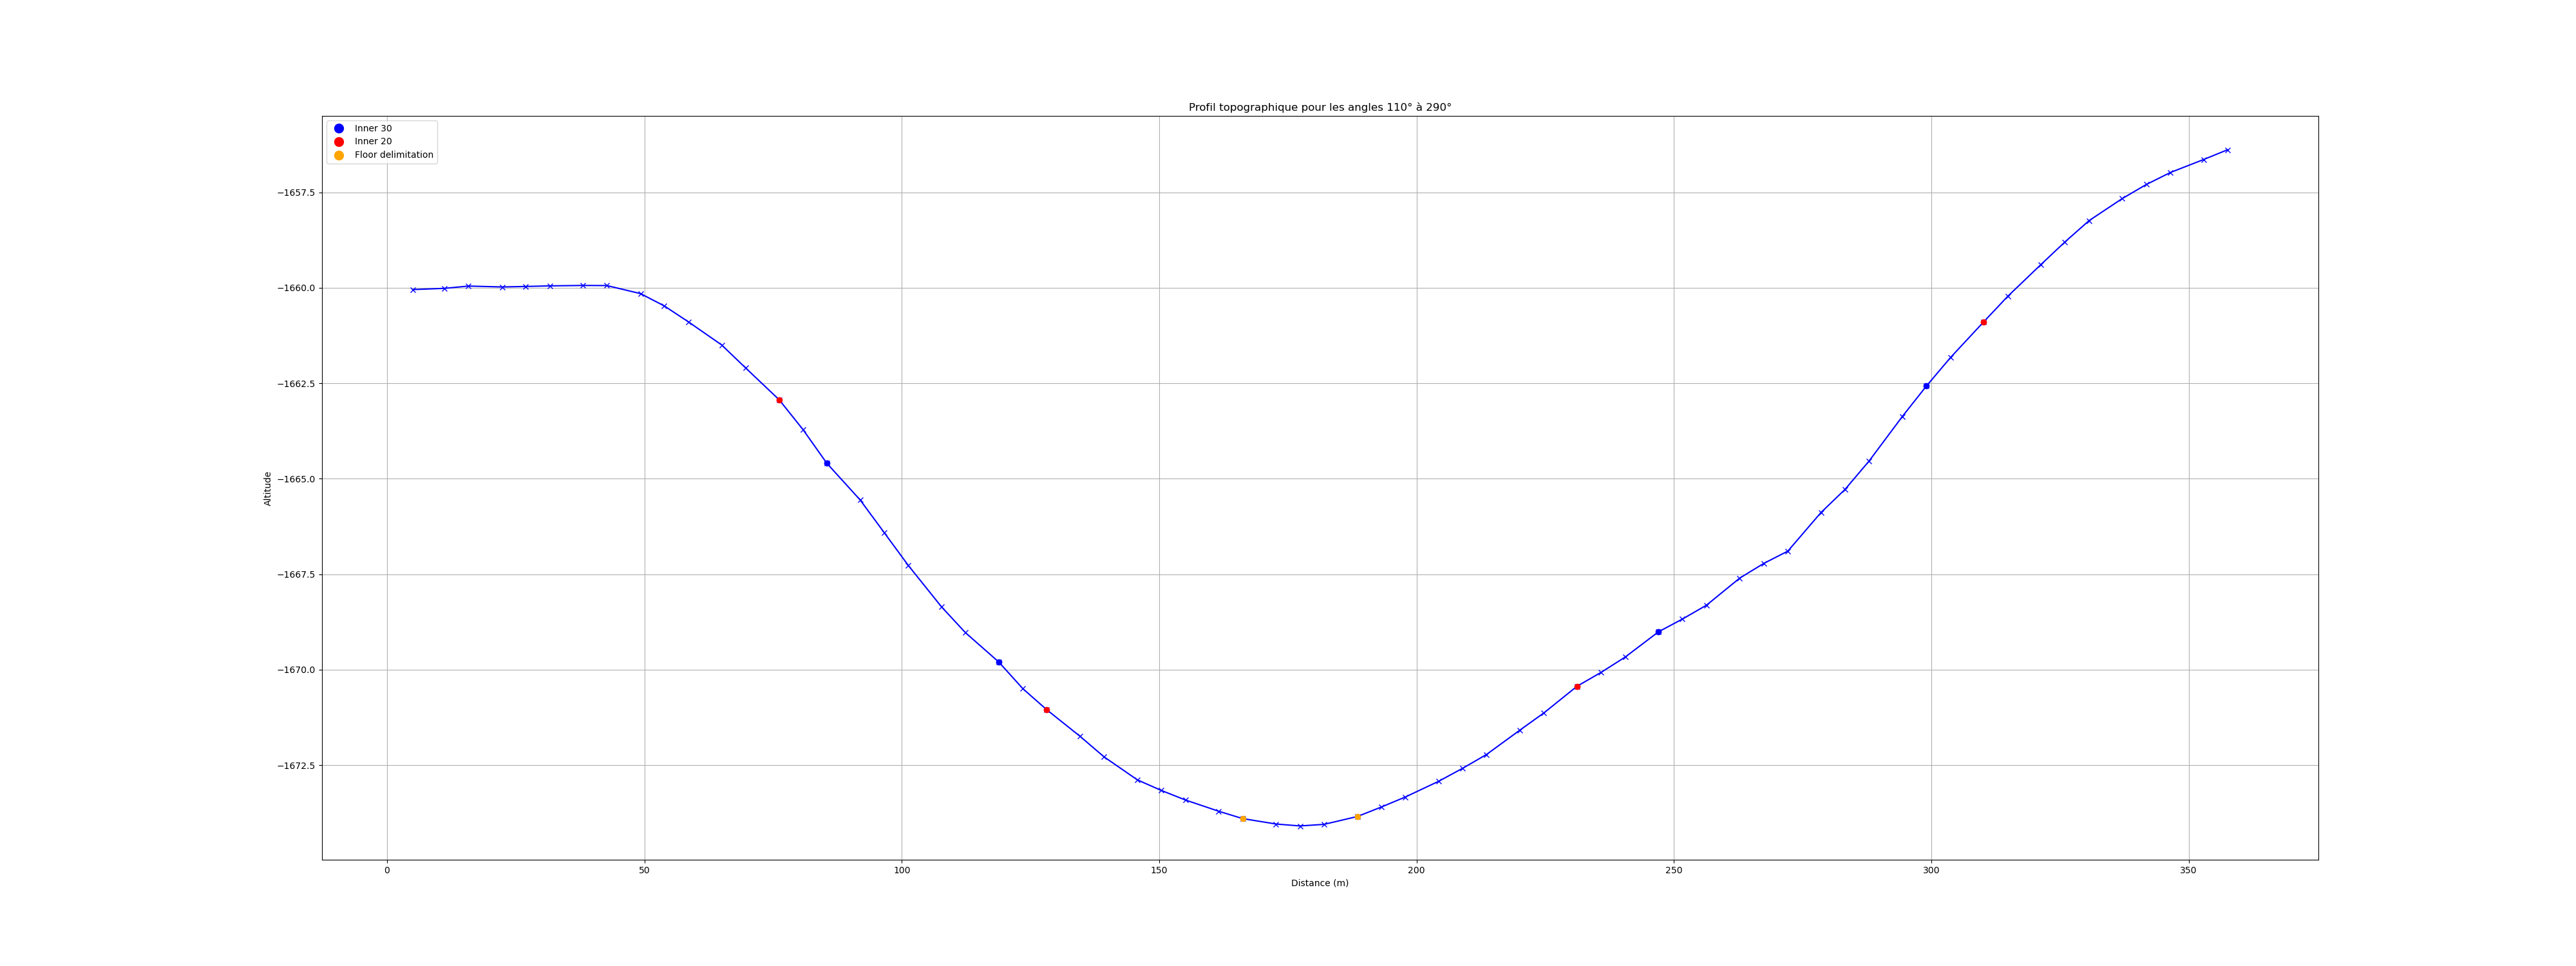 Profil topographique pour les angles 110° à 290°
Inner 30
Inner 20
Floor delimitation
−1657.5
−1660.0
−1662.5
−1665.0
−1667.5
−1670.0
−1672.5
Altitude
0 50 100 150 200 250 300 350
Distance (m)